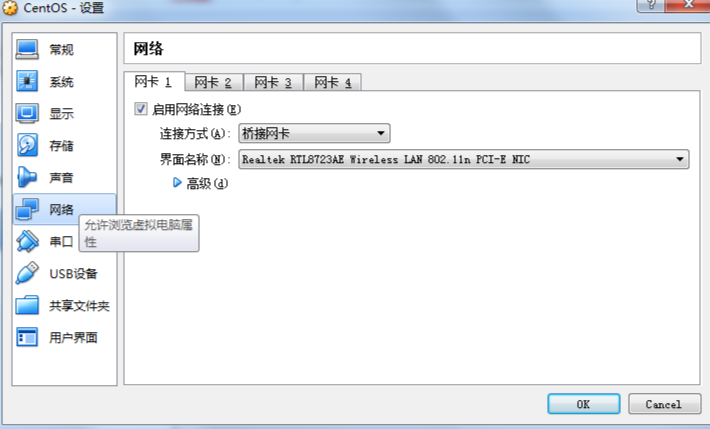 CentOS - 设置
?
常规
系统
显示
存储
声音
网络
串口
USB设备
共享文件夹
用户界面
允许浏览虚拟电脑属
性
网络
网卡 1 网卡 2 网卡 3 网卡 4
启用网络连接(E)
连接方式(A): 桥接网卡
界面名称(N): Realtek RTL8723AE Wireless LAN 802.11n PCI-E NIC
高级(d)
OK Cancel